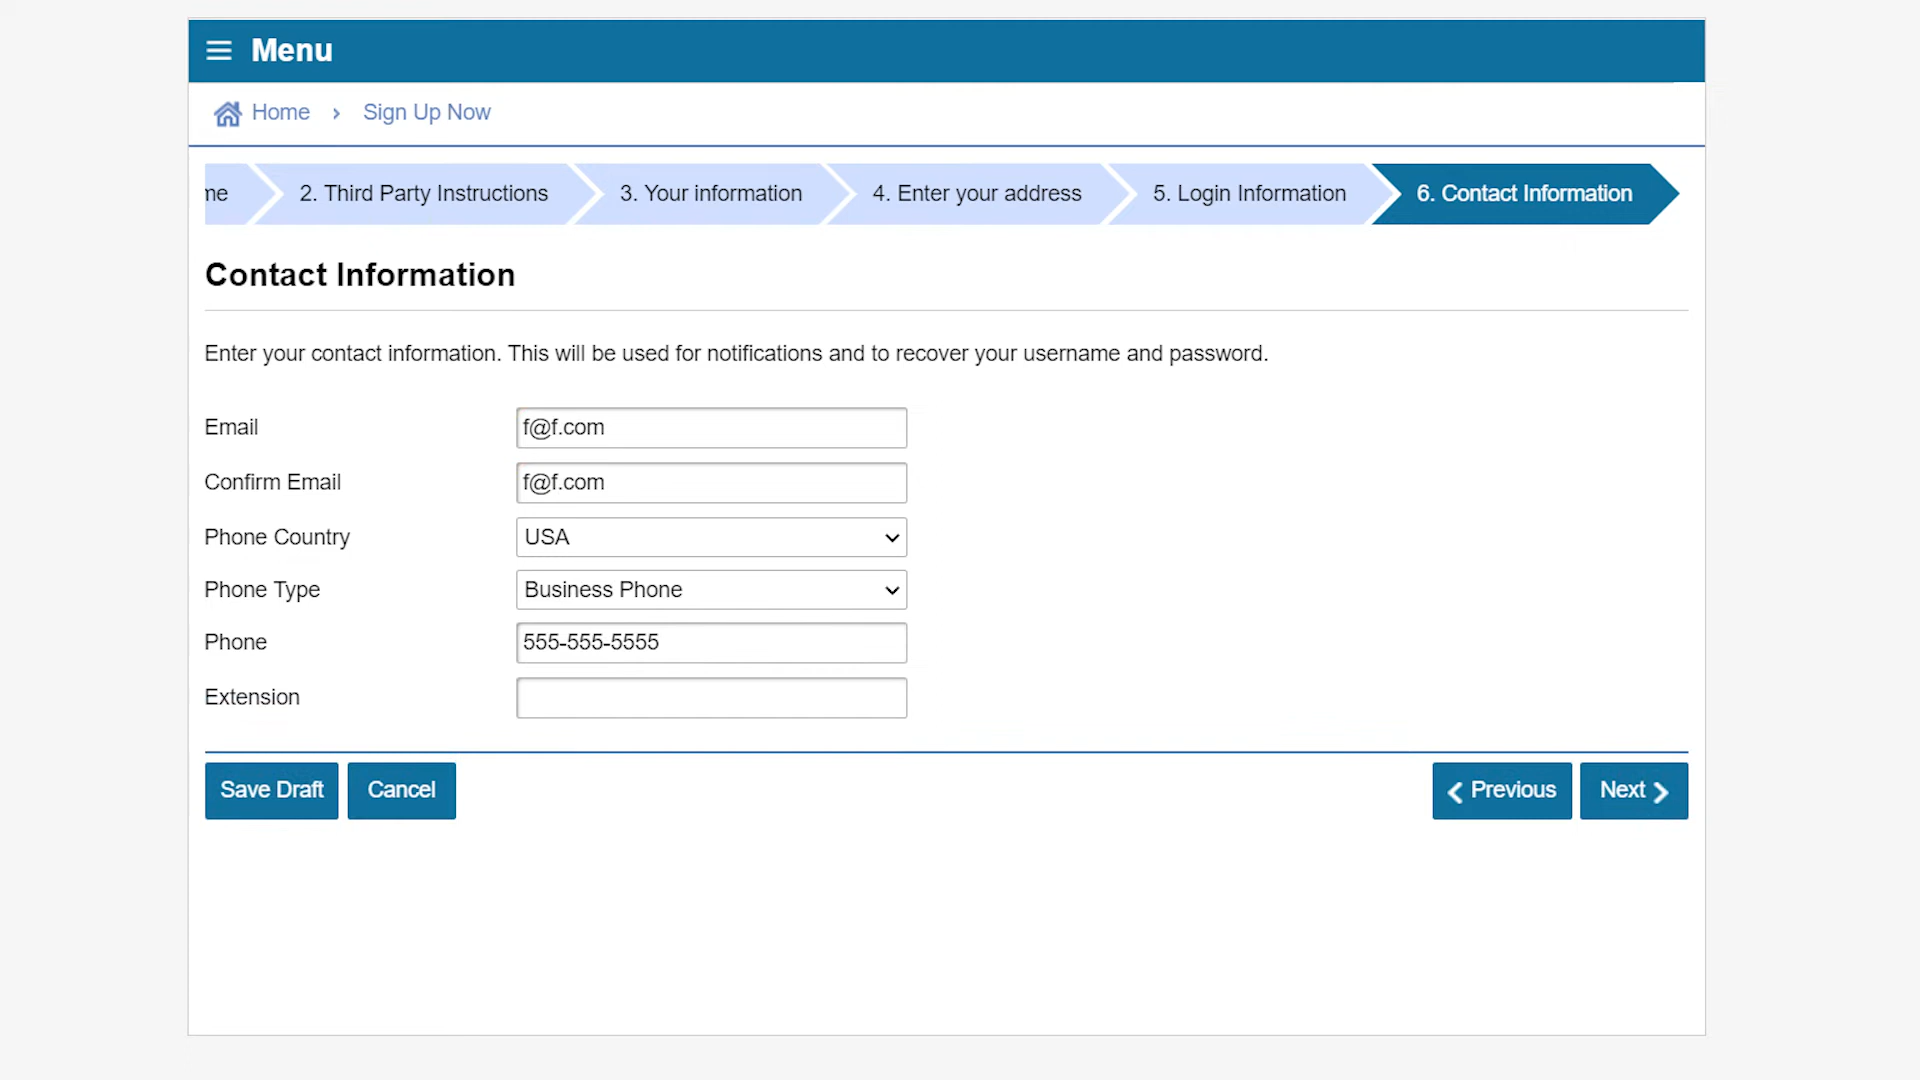 Menu
Home > Sign Up Now
me
2. Third Party Instructions
3. Your information
4. Enter your address
5. Login Information
6. Contact Information
Contact Information
Enter your contact information. This will be used for notifications and to recover your username and password.
Email f@f.com
Confirm Email f@f.com
Phone Country USA
Phone Type Business Phone
Phone 555-555-5555
Extension
Save Draft
Cancel
Previous
Next